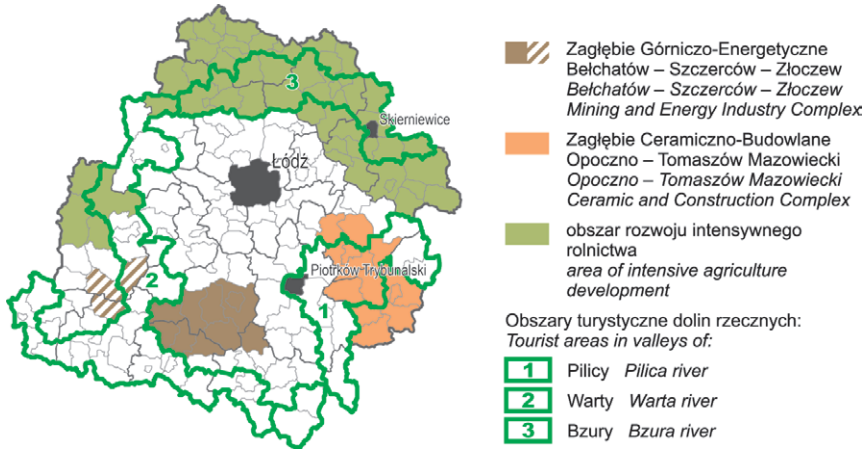 3
Skierniewice
Łódź
Piotrków Trybunalski
2
1
Zagłębie Górniczo-Energetyczne
Bełchatów – Szczerców – Złoczew
Bełchatów – Szczerców – Złoczew
Mining and Energy Industry Complex
Zagłębie Ceramiczno-Budowlane
Opoczno – Tomaszów Mazowiecki
Opoczno – Tomaszów Mazowiecki
Ceramic and Construction Complex
obszar rozwoju intensywnego
rolnictwa
area of intensive agriculture
development
Obszary turystyczne dolin rzecznych:
Tourist areas in valleys of:
1 Pilicy Pilica river
2 Warty Warta river
3 Bzury Bzura river